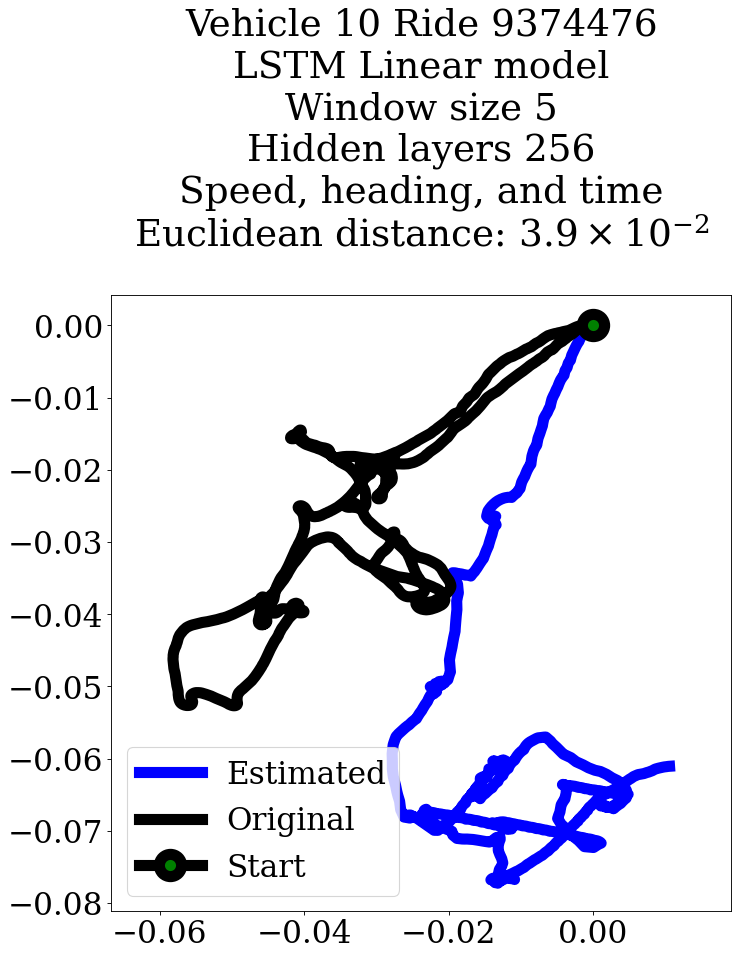 Vehicle 10 Ride 9374476
LSTM Linear model
Window size 5
Hidden layers 256
Speed, heading, and time
Euclidean distance: 3.9 × 10⁻²
0.00
−0.01
−0.02
−0.03
−0.04
−0.05
−0.06
−0.07
−0.08
Estimated
Original
Start
−0.06 −0.04 −0.02 0.00